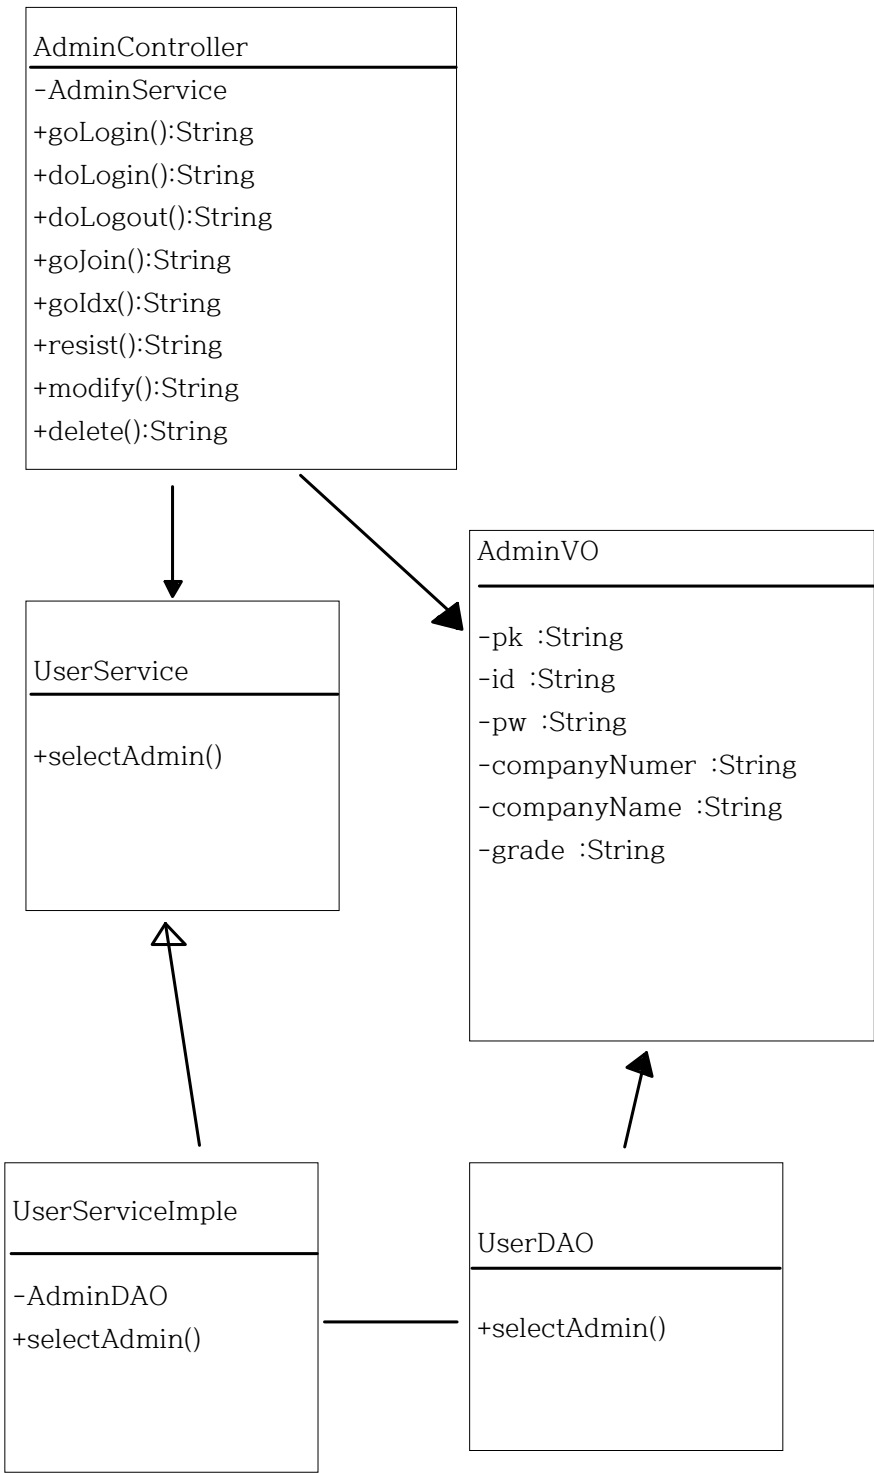 AdminController
-AdminService
+goLogin():String
+doLogin():String
+doLogout():String
+goJoin():String
+goIdx():String
+resist():String
+modify():String
+delete():String
AdminVO
-pk :String
-id :String
-pw :String
-companyNumer :String
-companyName :String
-grade :String
UserService
+selectAdmin()
UserServiceImple
-AdminDAO
+selectAdmin()
UserDAO
+selectAdmin()